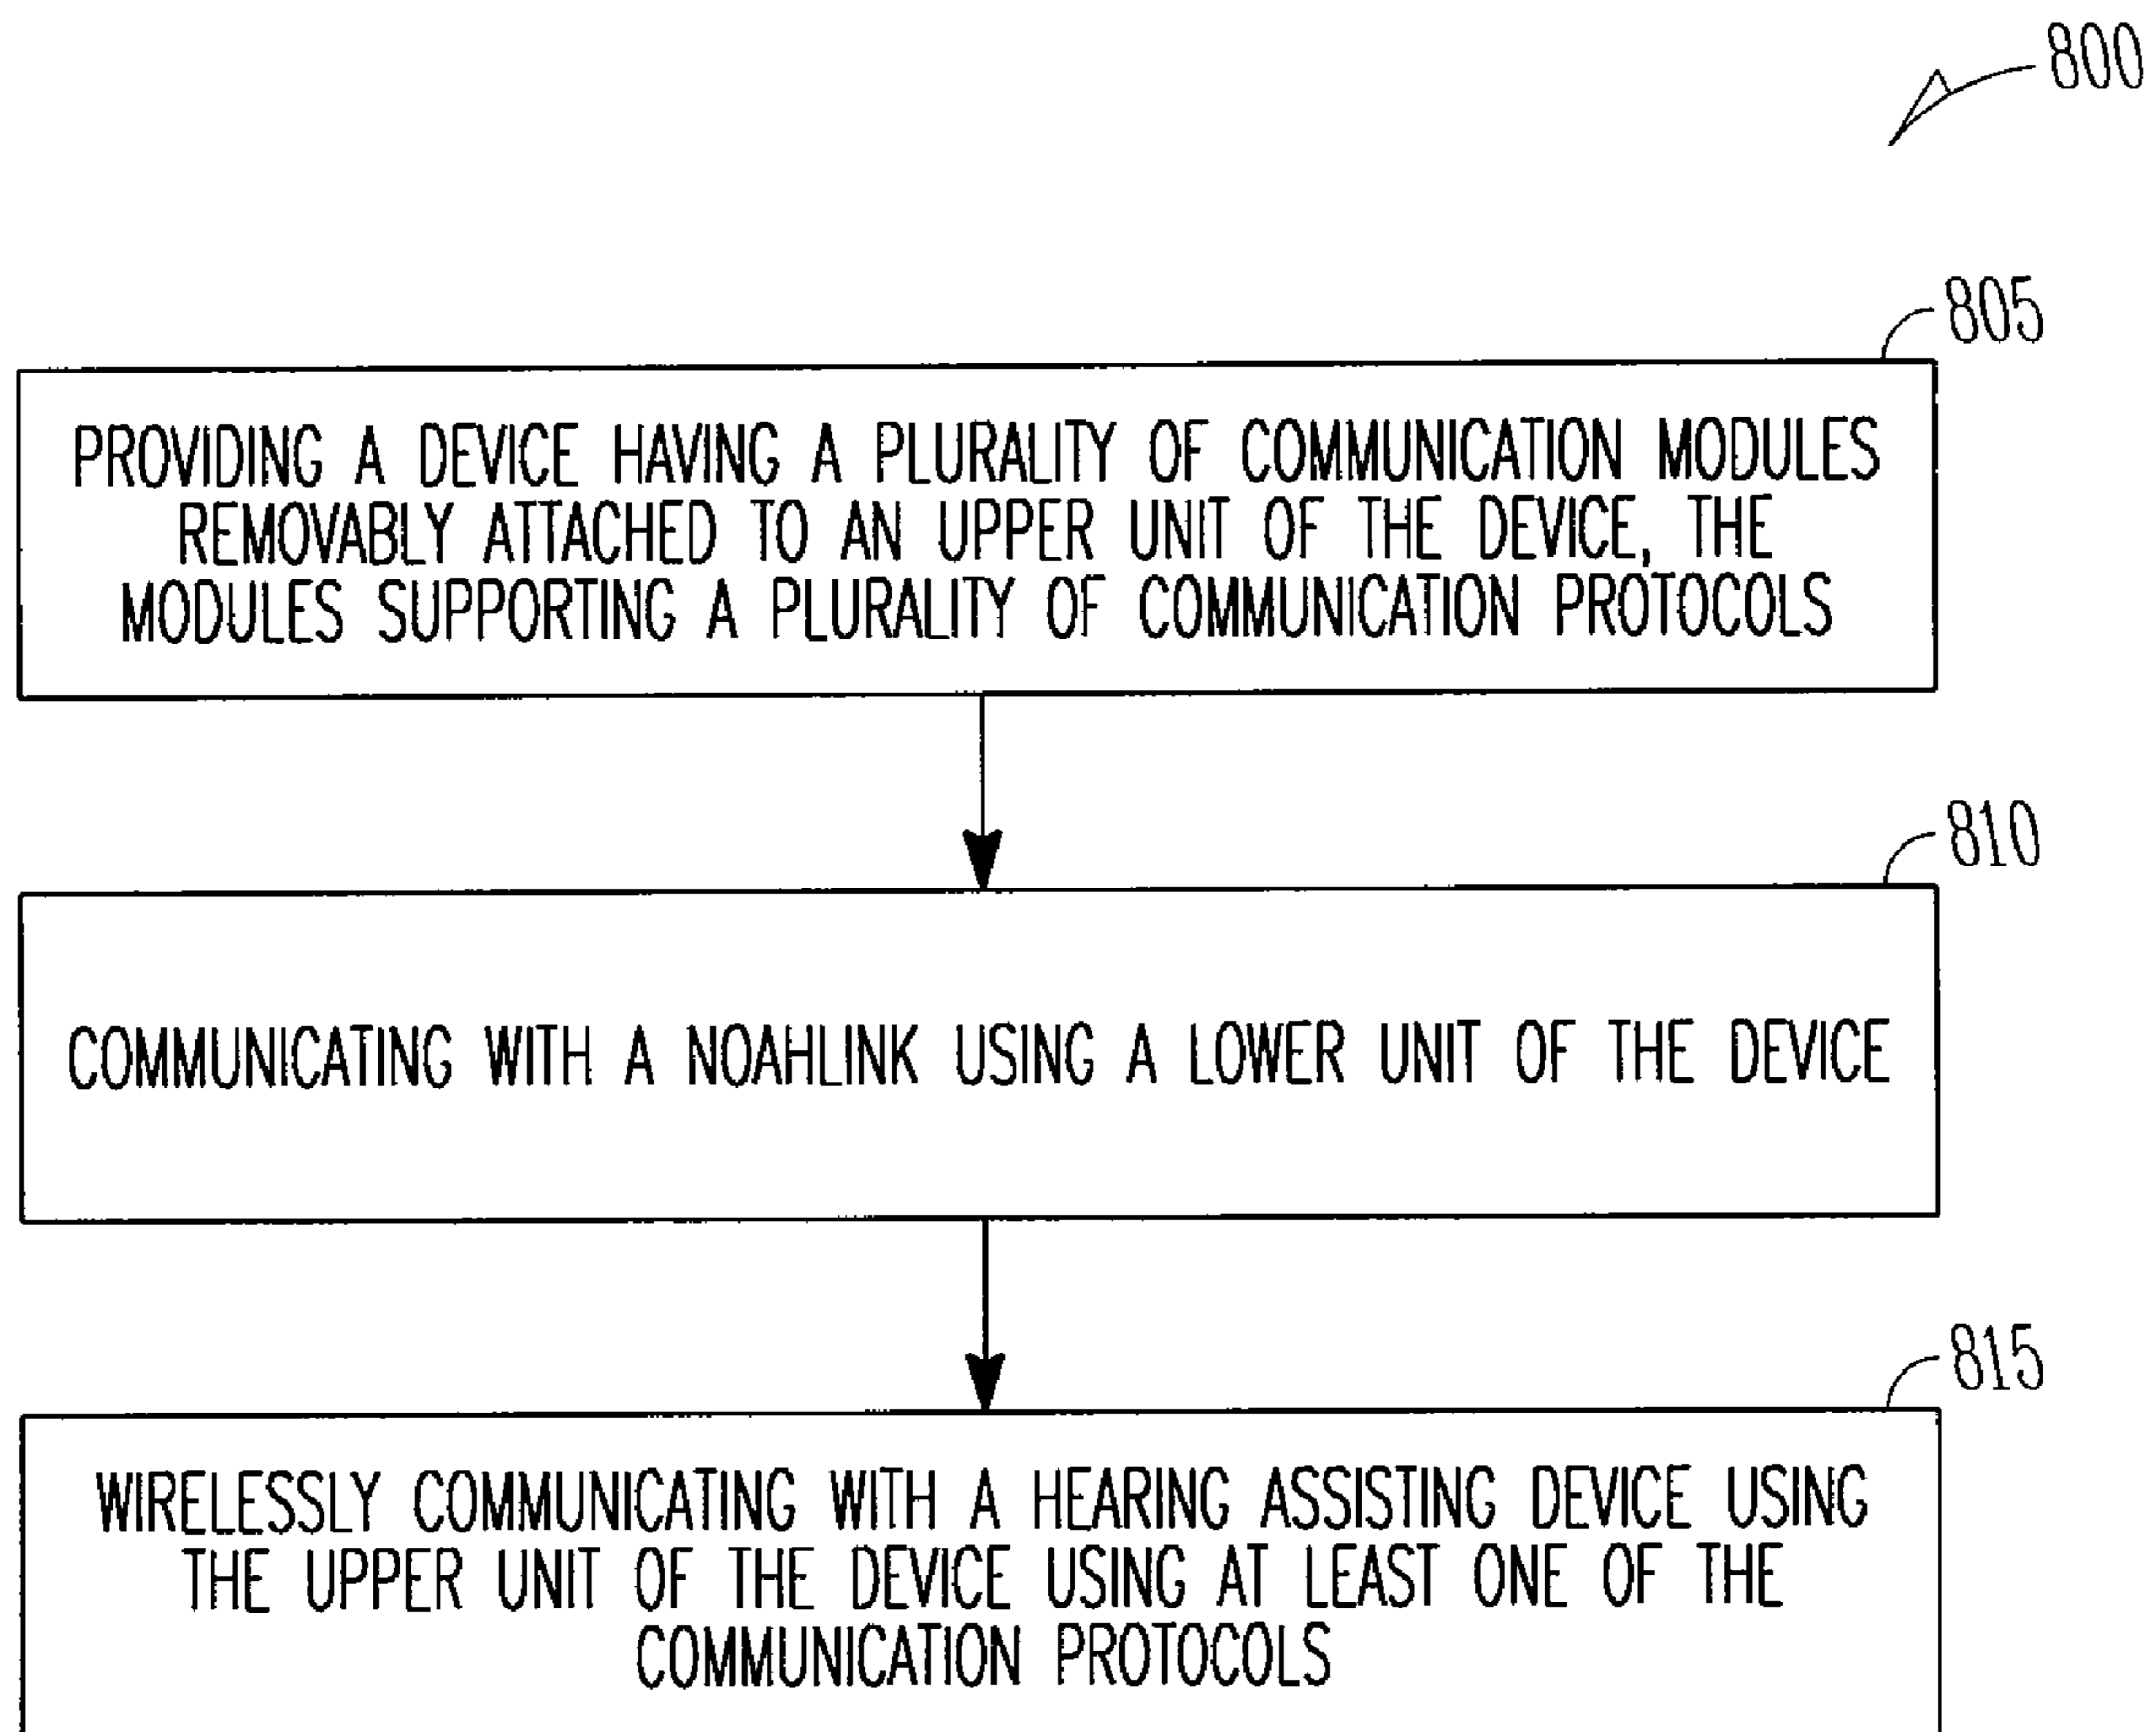 800
805
PROVIDING A DEVICE HAVING A PLURALITY OF COMMUNICATION MODULES
REMOVABLY ATTACHED TO AN UPPER UNIT OF THE DEVICE, THE
MODULES SUPPORTING A PLURALITY OF COMMUNICATION PROTOCOLS
810
COMMUNICATING WITH A NOAHLINK USING A LOWER UNIT OF THE DEVICE
815
WIRELESSLY COMMUNICATING WITH A HEARING ASSISTING DEVICE USING
THE UPPER UNIT OF THE DEVICE USING AT LEAST ONE OF THE
COMMUNICATION PROTOCOLS